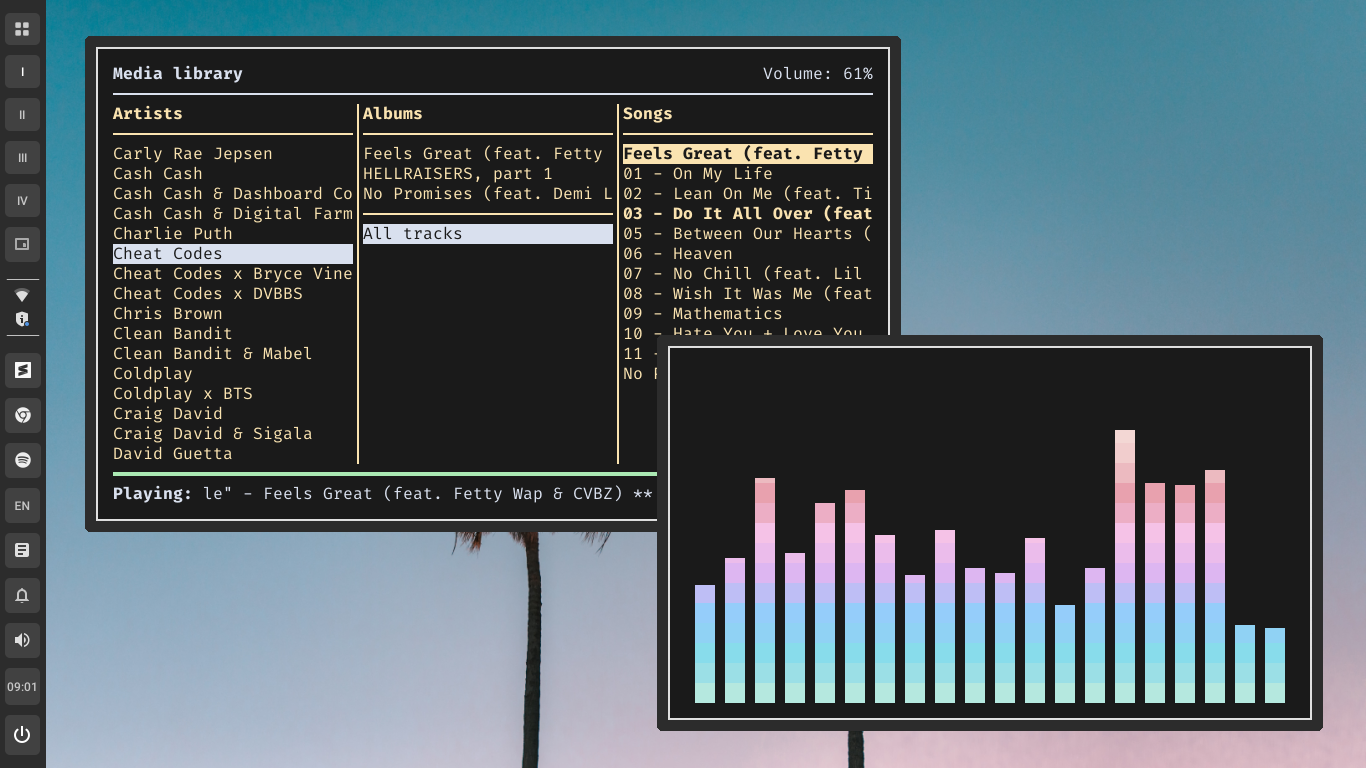 Media library
Volume: 61%
Artists
Carly Rae Jepsen
Cash Cash
Cash Cash & Dashboard Co
Cash Cash & Digital Farm
Charlie Puth
Cheat Codes
Cheat Codes x Bryce Vine
Cheat Codes x DVBBS
Chris Brown
Clean Bandit
Clean Bandit & Mabel
Coldplay
Coldplay x BTS
Craig David
Craig David & Sigala
David Guetta
Albums
Feels Great (feat. Fetty
HELLRAISERS, part 1
No Promises (feat. Demi L
All tracks
Songs
Feels Great (feat. Fetty
01 - On My Life
02 - Lean On Me (feat. Ti
03 - Do It All Over (feat
05 - Between Our Hearts (
06 - Heaven
07 - No Chill (feat. Lil
08 - Wish It Was Me (feat
09 - Mathematics
10 - Hate You + Love You
11 -
No
Playing: le" - Feels Great (feat. Fetty Wap & CVBZ) **
I
II
III
IV
EN
09:01